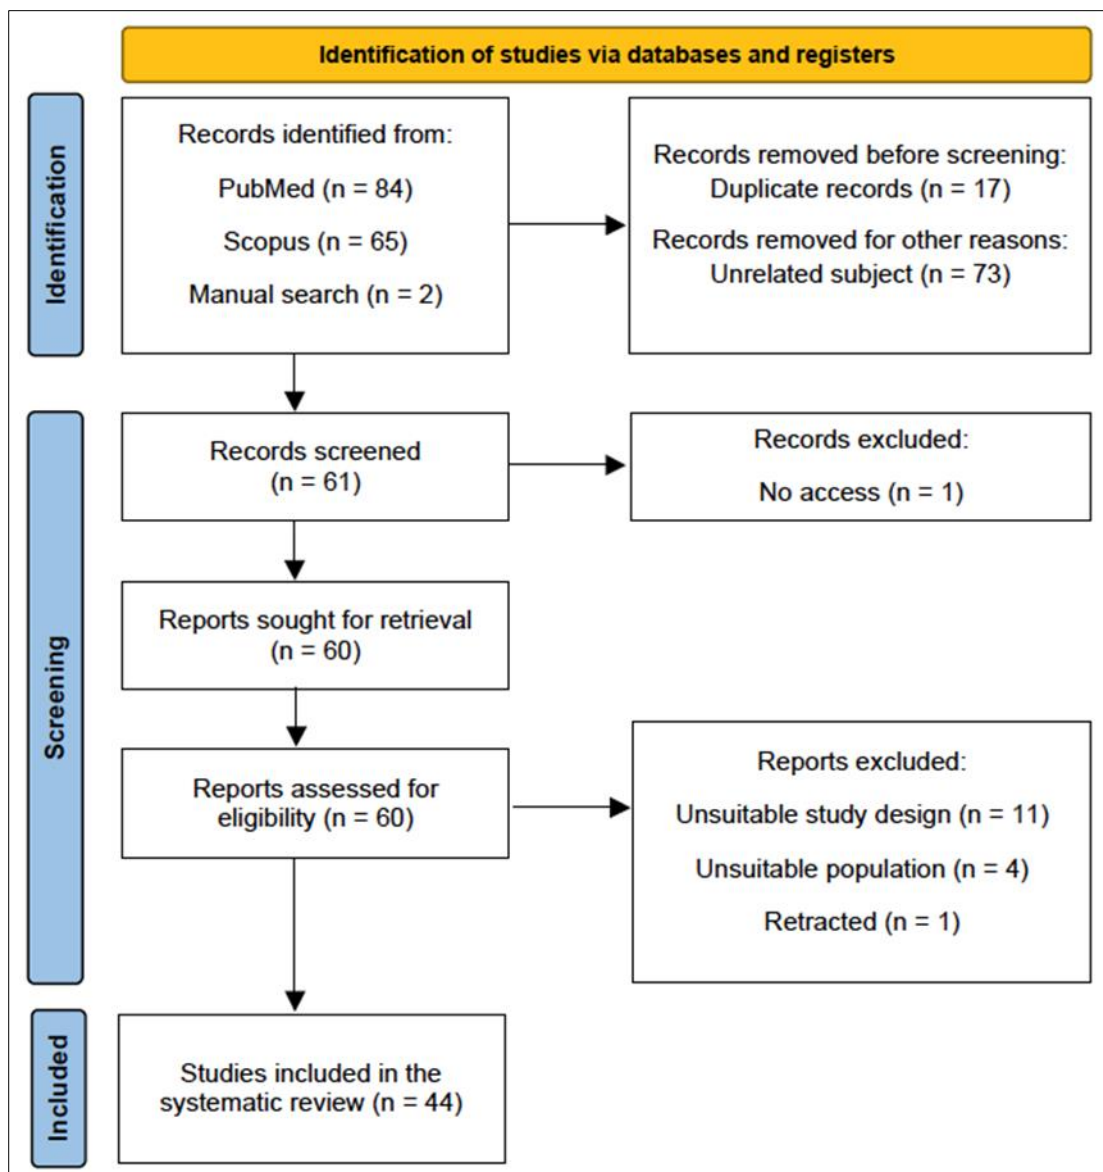 Identification of studies via databases and registers
Identification
Records identified from:
PubMed (n = 84)
Scopus (n = 65)
Manual search (n = 2)
Records removed before screening:
Duplicate records (n = 17)
Records removed for other reasons:
Unrelated subject (n = 73)
Screening
Records screened
(n = 61)
Records excluded:
No access (n = 1)
Reports sought for retrieval
(n = 60)
Reports assessed for
eligibility (n = 60)
Reports excluded:
Unsuitable study design (n = 11)
Unsuitable population (n = 4)
Retracted (n = 1)
Included
Studies included in the
systematic review (n = 44)